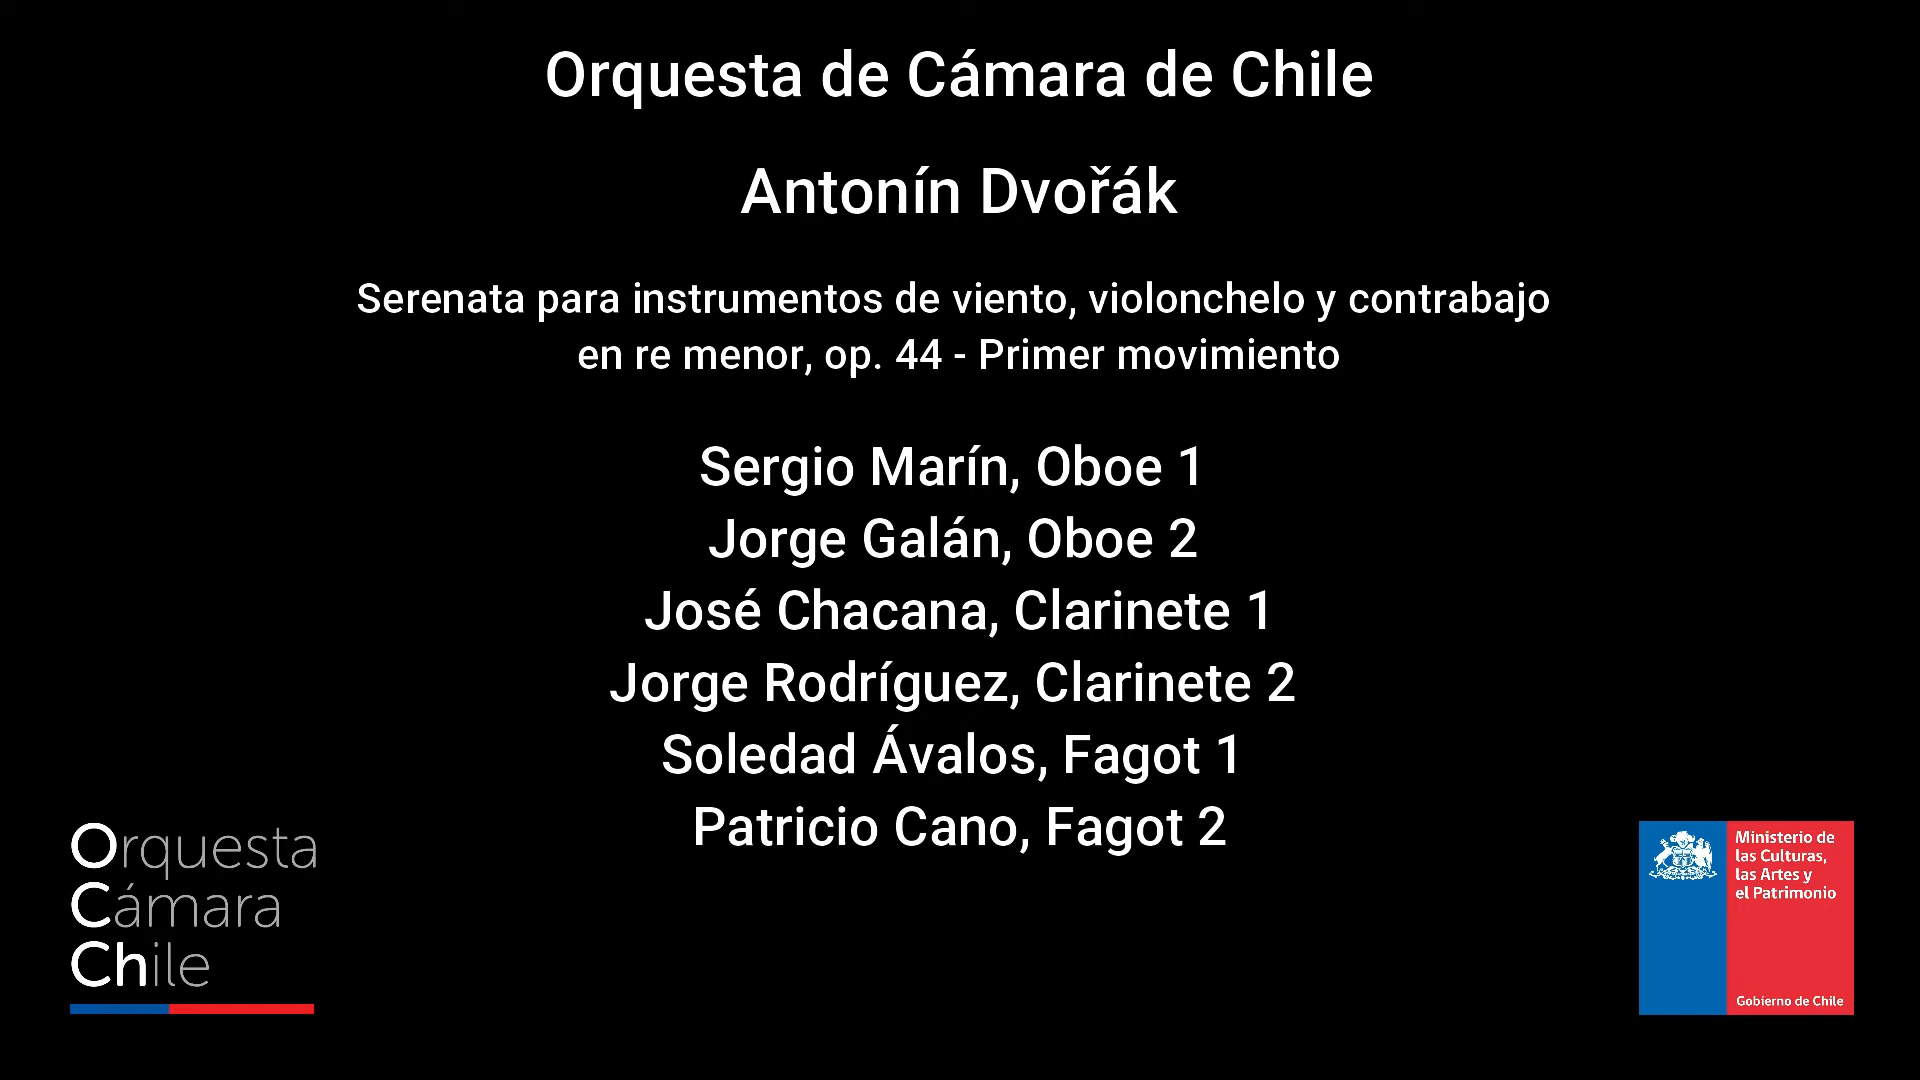 Orquesta de Cámara de Chile
Antonín Dvořák
Serenata para instrumentos de viento, violonchelo y contrabajo
en re menor, op. 44 - Primer movimiento
Sergio Marín, Oboe 1
Jorge Galán, Oboe 2
José Chacana, Clarinete 1
Jorge Rodríguez, Clarinete 2
Soledad Ávalos, Fagot 1
Patricio Cano, Fagot 2
Orquesta
Cámara
Chile
Ministerio de
las Culturas,
las Artes y
el Patrimonio
Gobierno de Chile